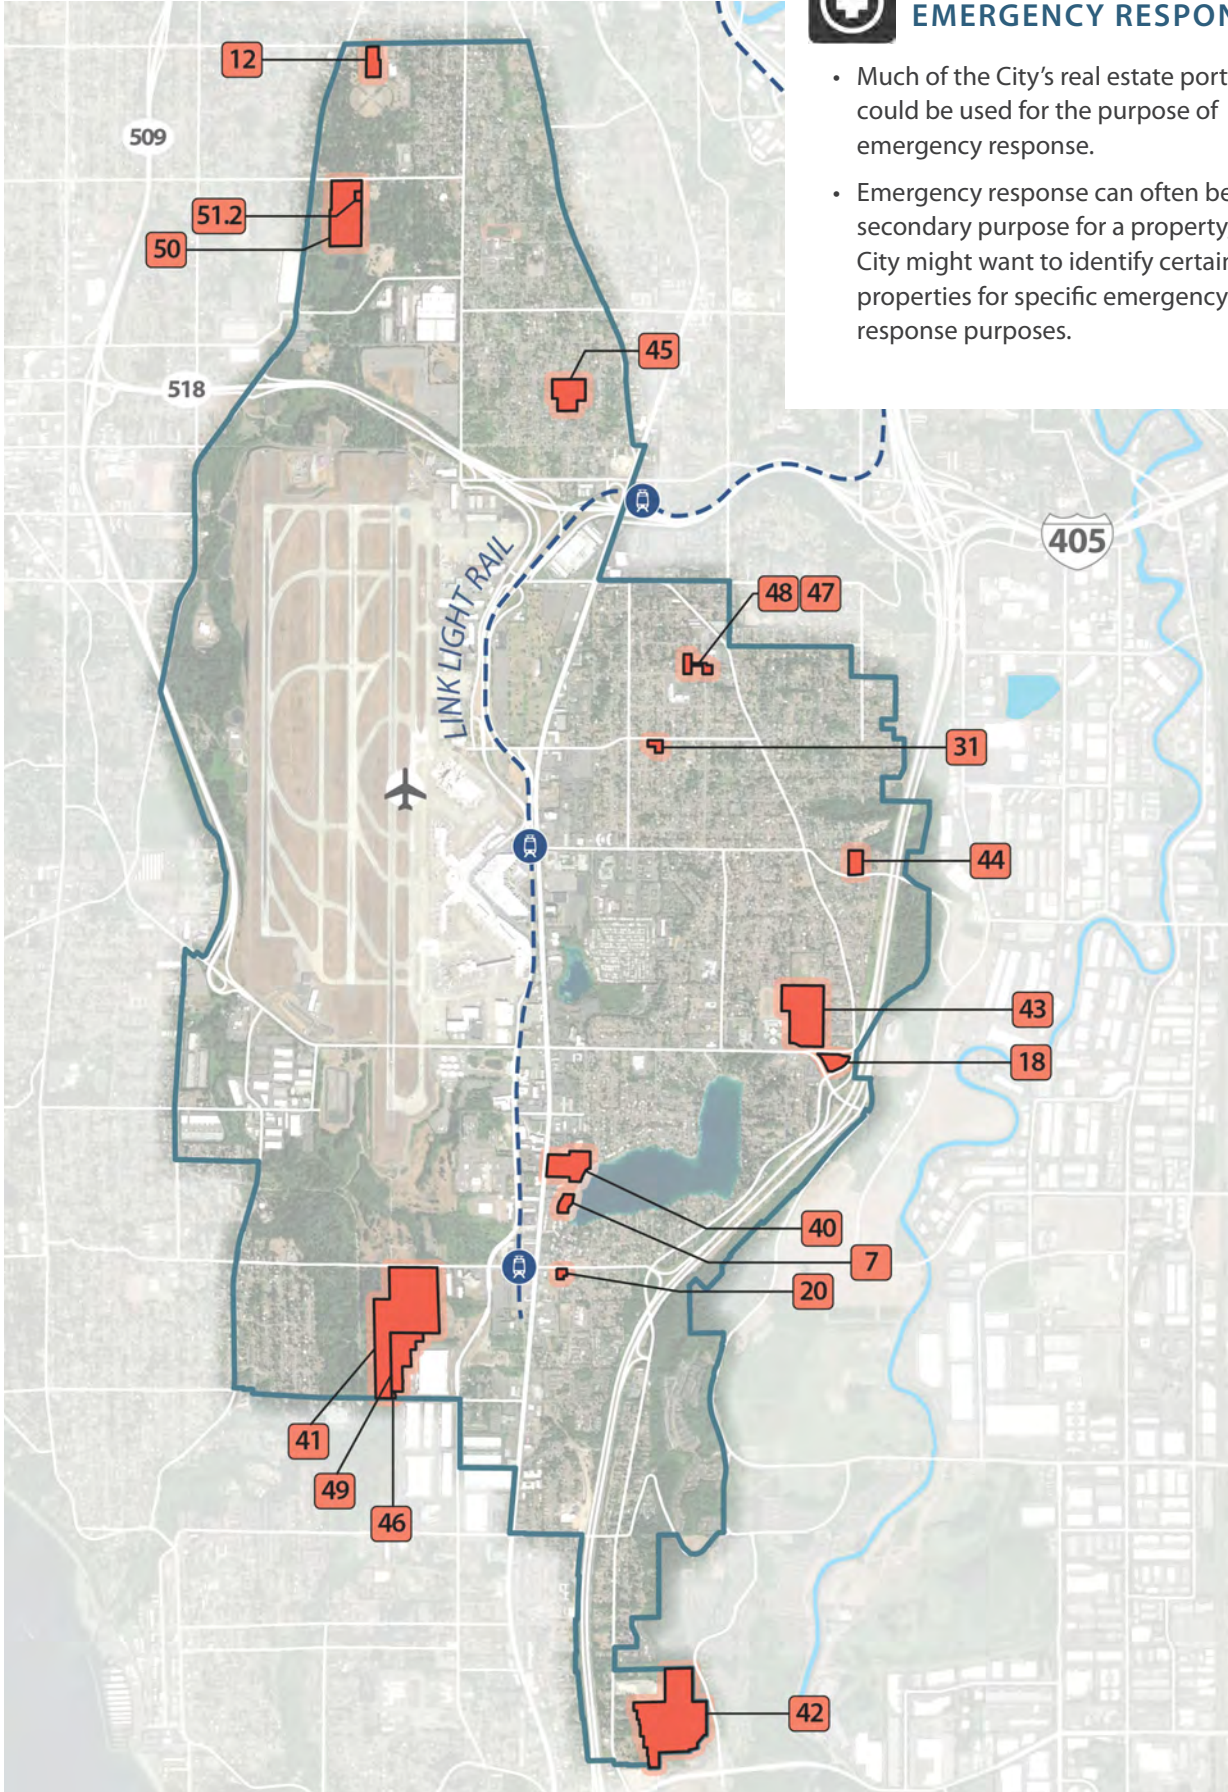 EMERGENCY RESPON
• Much of the City's real estate port
could be used for the purpose of
emergency response.
• Emergency response can often be
secondary purpose for a property
City might want to identify certain
properties for specific emergency
response purposes.
12
509
51.2
50
45
518
405
LINK LIGHT RAIL
48 47
31
44
43
18
40
7
20
41
49
46
42